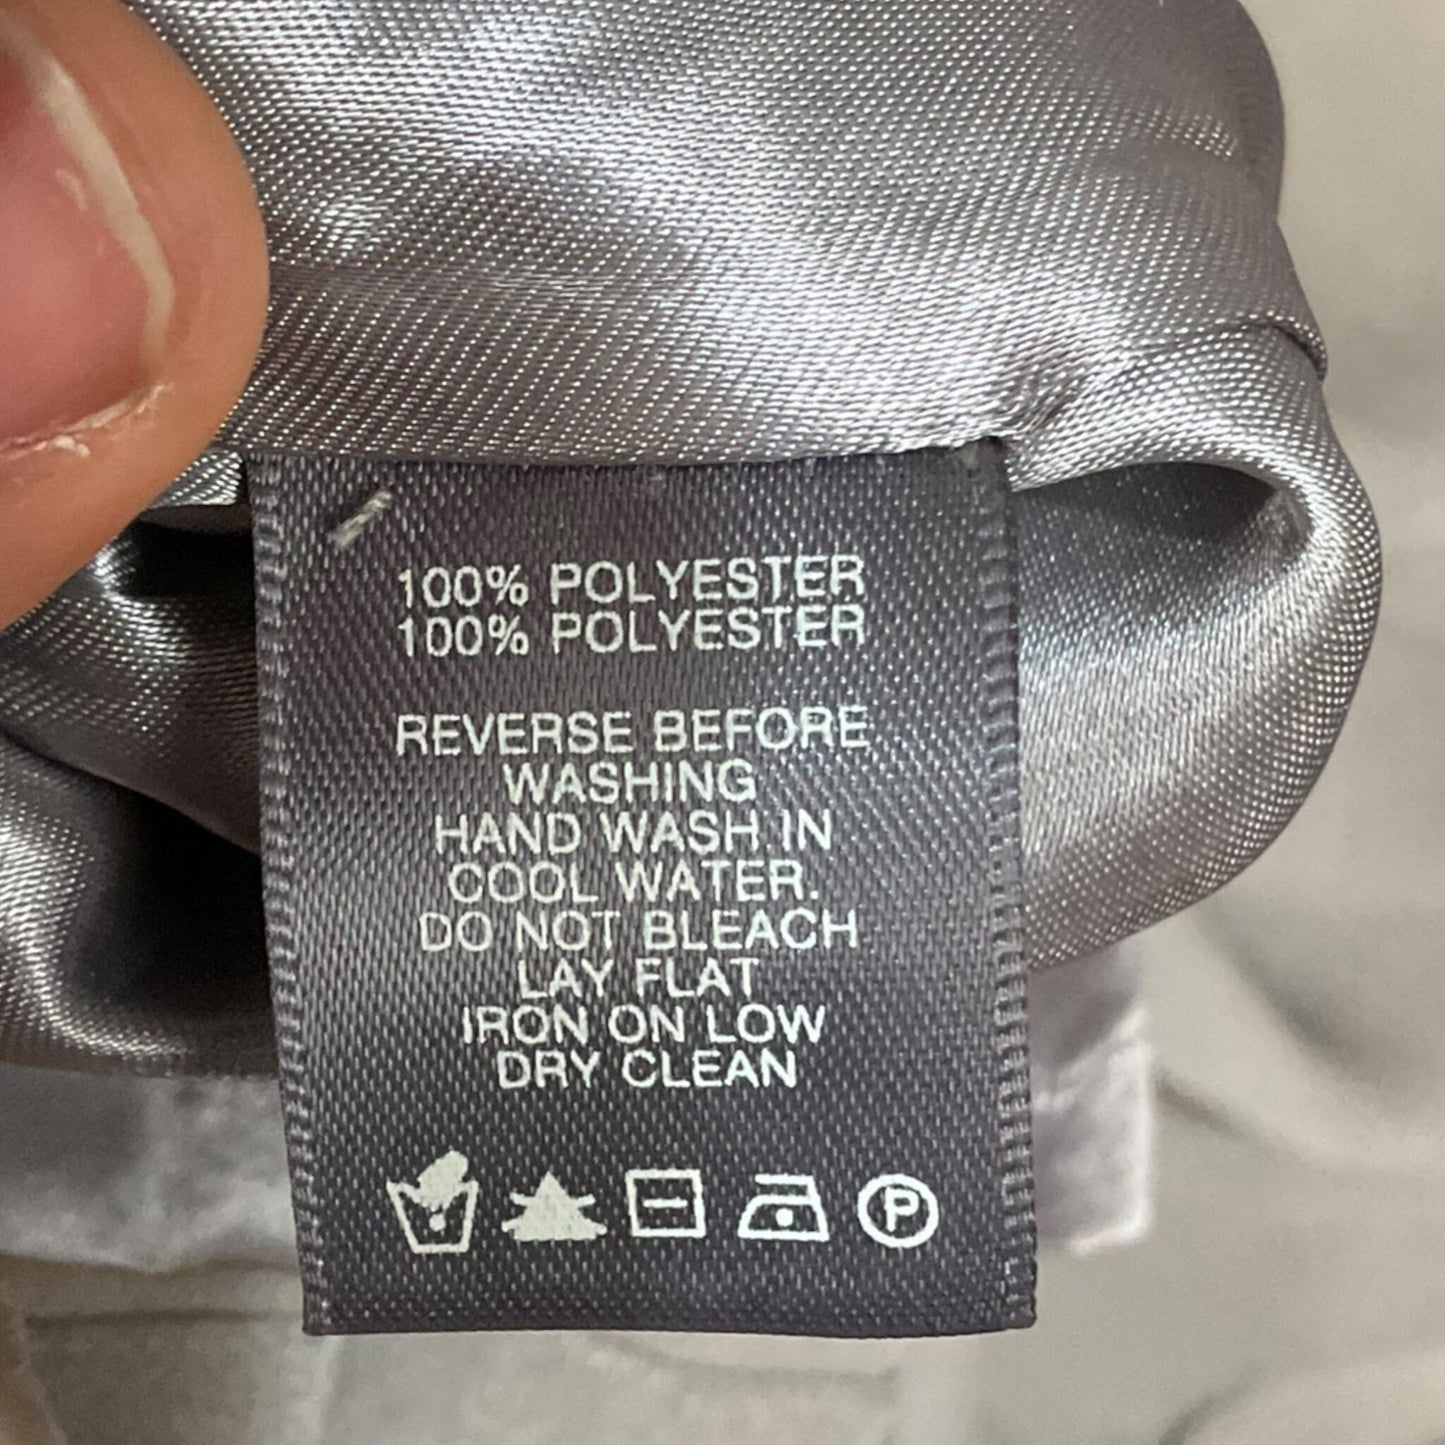 100% POLYESTER
100% POLYESTER
REVERSE BEFORE
WASHING
HAND WASH IN
COOL WATER.
DO NOT BLEACH
LAY FLAT
IRON ON LOW
DRY CLEAN
P